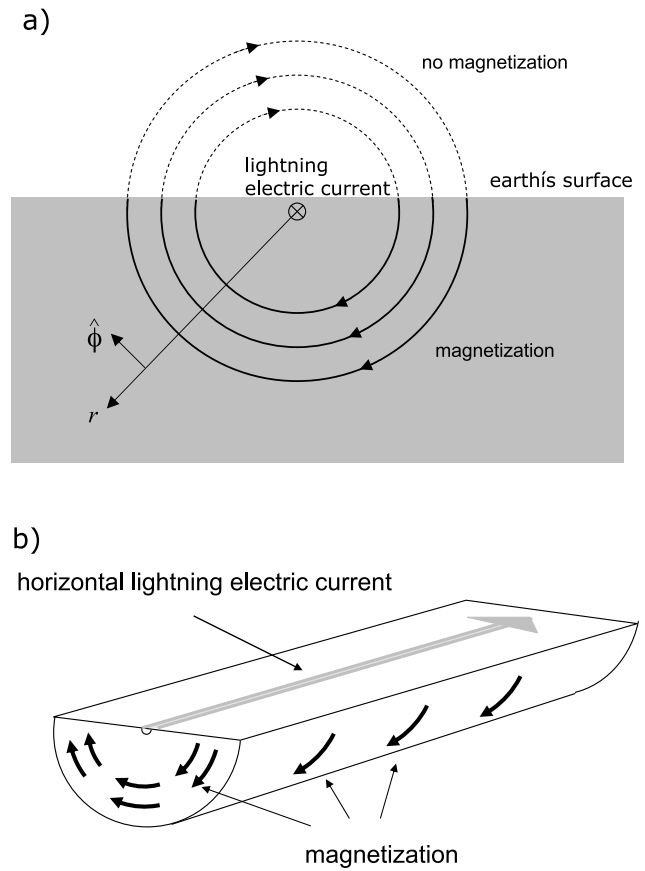 a)
no magnetization
lightning
electric current
earthís surface
ϕ̂
magnetization
r
b)
horizontal lightning electric current
magnetization